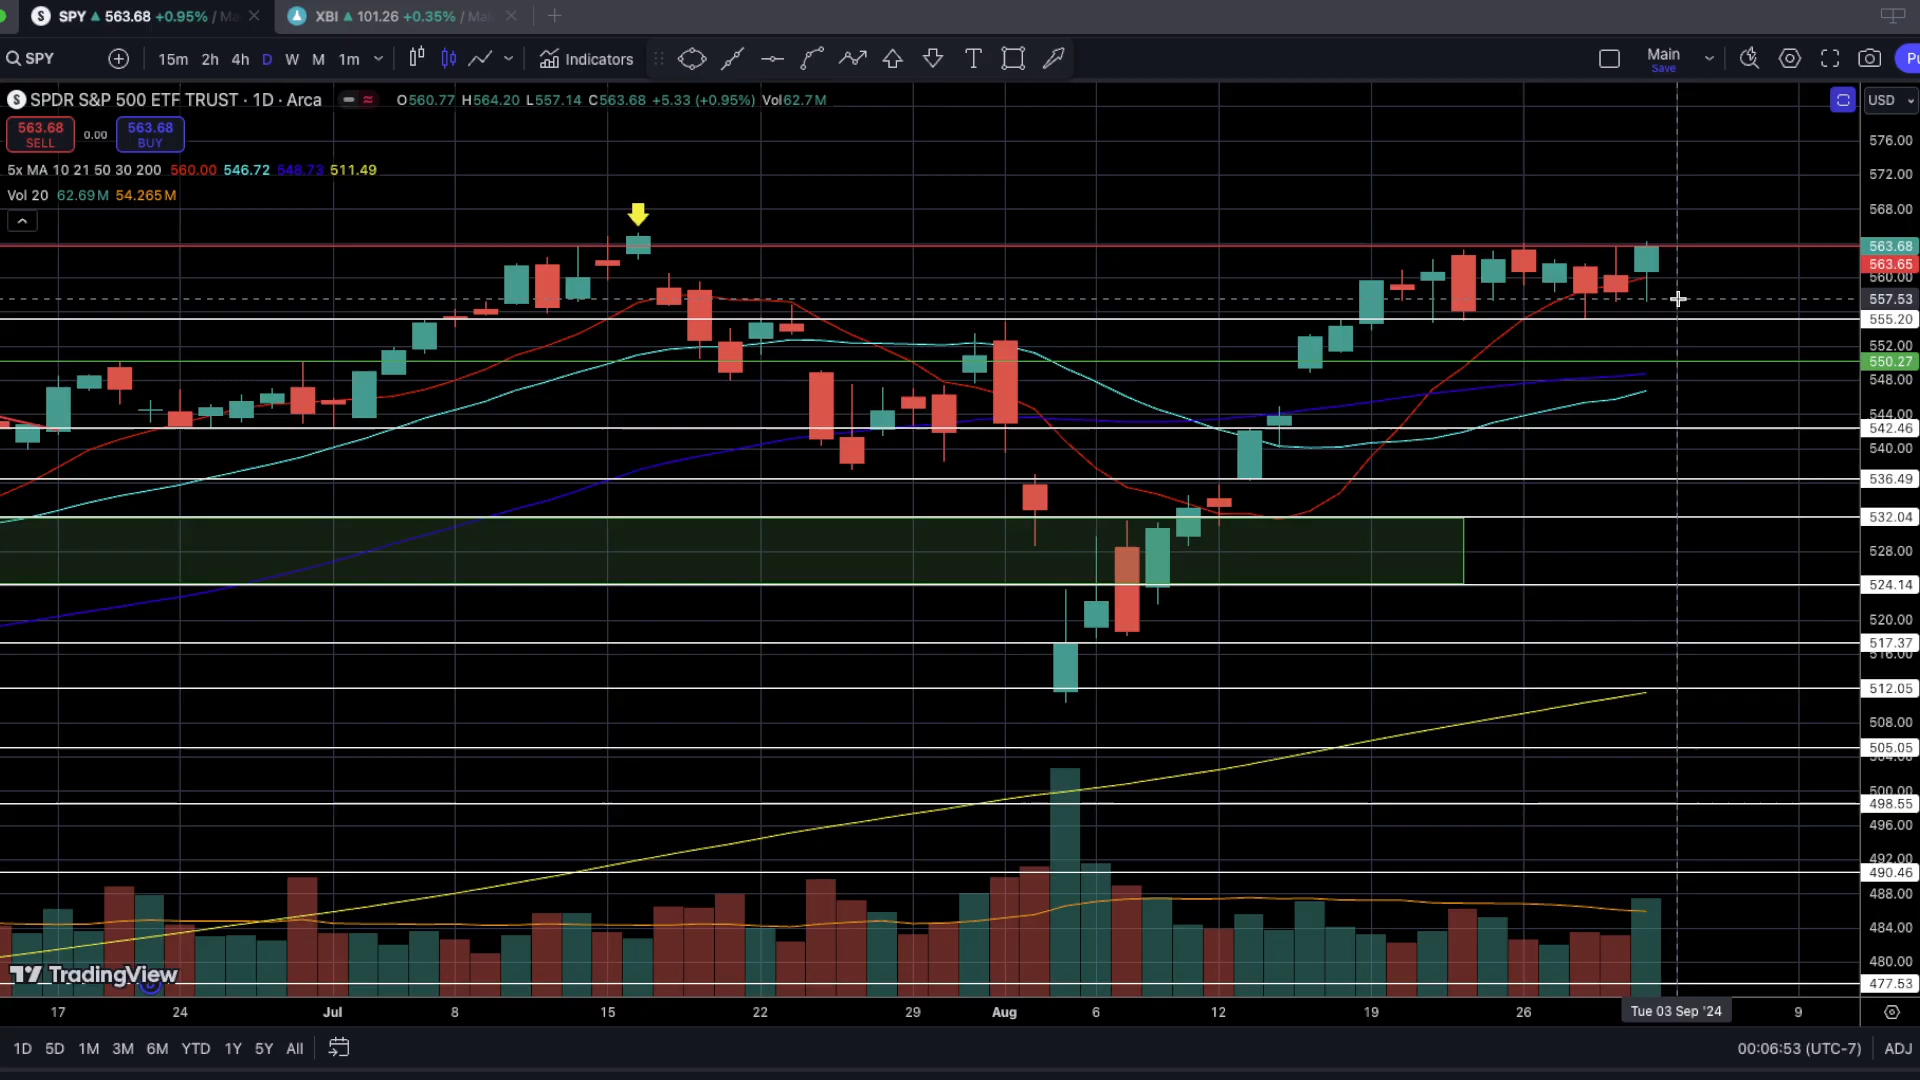 SPY ▲ 563.68 +0.95% / Ma
XBI ▲ 101.26 +0.35% / Mai
SPY
15m 2h 4h D W M 1m
Indicators
Main
Save
Pu
SPDR S&P 500 ETF TRUST · 1D · Arca
O560.77 H564.20 L557.14 C563.68 +5.33 (+0.95%) Vol62.7M
USD
563.68
SELL
0.00
563.68
BUY
5x MA 10 21 50 30 200 560.00 546.72 548.73 511.49
Vol 20 62.69M 54.265M
576.00
572.00
568.00
563.68
563.65
560.00
557.53
555.20
552.00
550.27
548.00
544.00
542.46
540.00
536.49
532.04
528.00
524.14
520.00
517.37
516.00
512.05
508.00
505.05
504.00
500.00
498.55
496.00
492.00
490.46
488.00
484.00
480.00
477.53
TradingView
17 24 Jul 8 15 22 29 Aug 6 12 19 26 Tue 03 Sep '24 9
1D 5D 1M 3M 6M YTD 1Y 5Y All
00:06:53 (UTC-7) ADJ